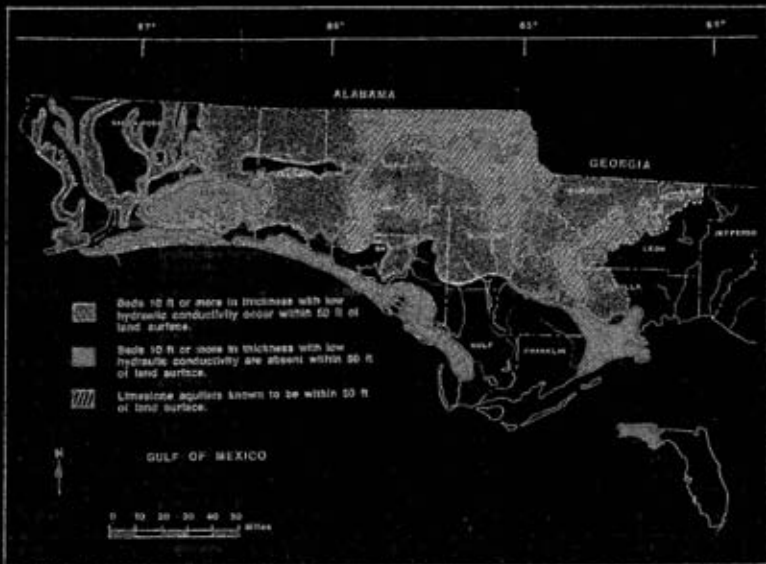 87° 86° 85° 84°
ALABAMA
GEORGIA
JEFFERSO
LEON
Beds 10 ft or more in thickness with low
hydraulic conductivity occur within 50 ft of
land surface.
GULF FRANKLIN
Beds 10 ft or more in thickness with low
hydraulic conductivity are absent within 50 ft
of land surface.
Limestone aquifers known to be within 50 ft
of land surface.
N
GULF OF MEXICO
0 10 20 30 40 50
Miles